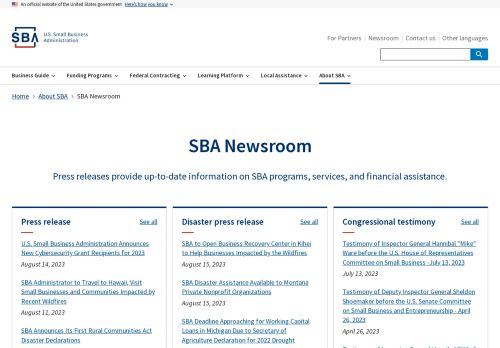 An official website of the United States government Here's how you know
SBA U.S. Small Business
Administration
For Partners Newsroom Contact us Other languages
Business Guide Funding Programs Federal Contracting Learning Platform Local Assistance About SBA
Home > About SBA > SBA Newsroom
SBA Newsroom
Press releases provide up-to-date information on SBA programs, services, and financial assistance.
Press release See all
U.S. Small Business Administration Announces
New Cybersecurity Grant Recipients for 2023
August 14, 2023
SBA Administrator to Travel to Hawaii, Visit
Small Businesses and Communities Impacted by
Recent Wildfires
August 11, 2023
SBA Announces Its First Rural Communities Act
Disaster Declarations
Disaster press release See all
SBA to Open Business Recovery Center in Kihei
to Help Businesses Impacted by the Wildfires
August 15, 2023
SBA Disaster Assistance Available to Montana
Private Nonprofit Organizations
August 15, 2023
SBA Deadline Approaching for Working Capital
Loans in Michigan Due to Secretary of
Agriculture Declaration for 2022 Drought
Congressional testimony See all
Testimony of Inspector General Hannibal "Mike"
Ware before the U.S. House of Representatives
Committee on Small Business - July 13, 2023
July 13, 2023
Testimony of Deputy Inspector General Sheldon
Shoemaker before the U.S. Senate Committee
on Small Business and Entrepreneurship - April
26, 2023
April 26, 2023